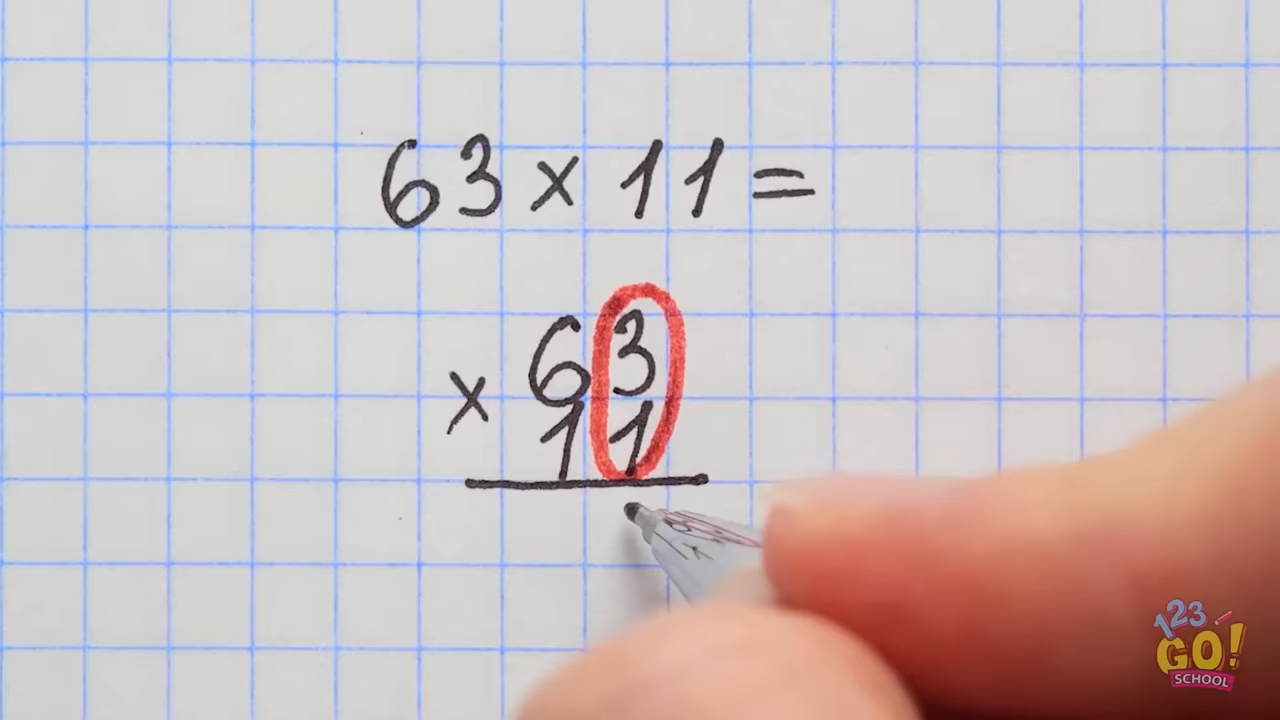 63 × 11 =
× 63
11
123
GO!
SCHOOL